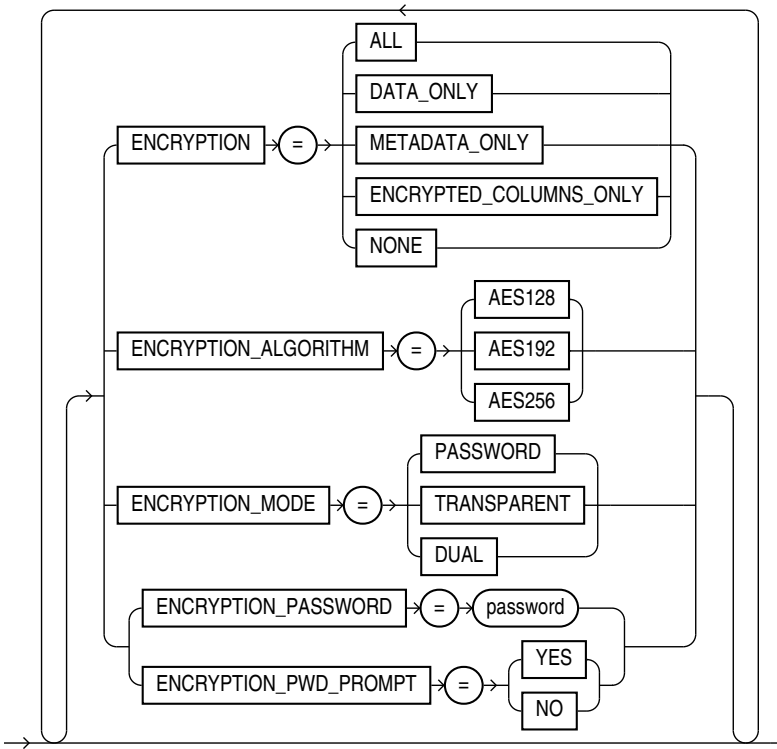 ALL
DATA_ONLY
ENCRYPTION = METADATA_ONLY
ENCRYPTED_COLUMNS_ONLY
NONE
AES128
ENCRYPTION_ALGORITHM = AES192
AES256
PASSWORD
ENCRYPTION_MODE = TRANSPARENT
DUAL
ENCRYPTION_PASSWORD = password
YES
ENCRYPTION_PWD_PROMPT =
NO